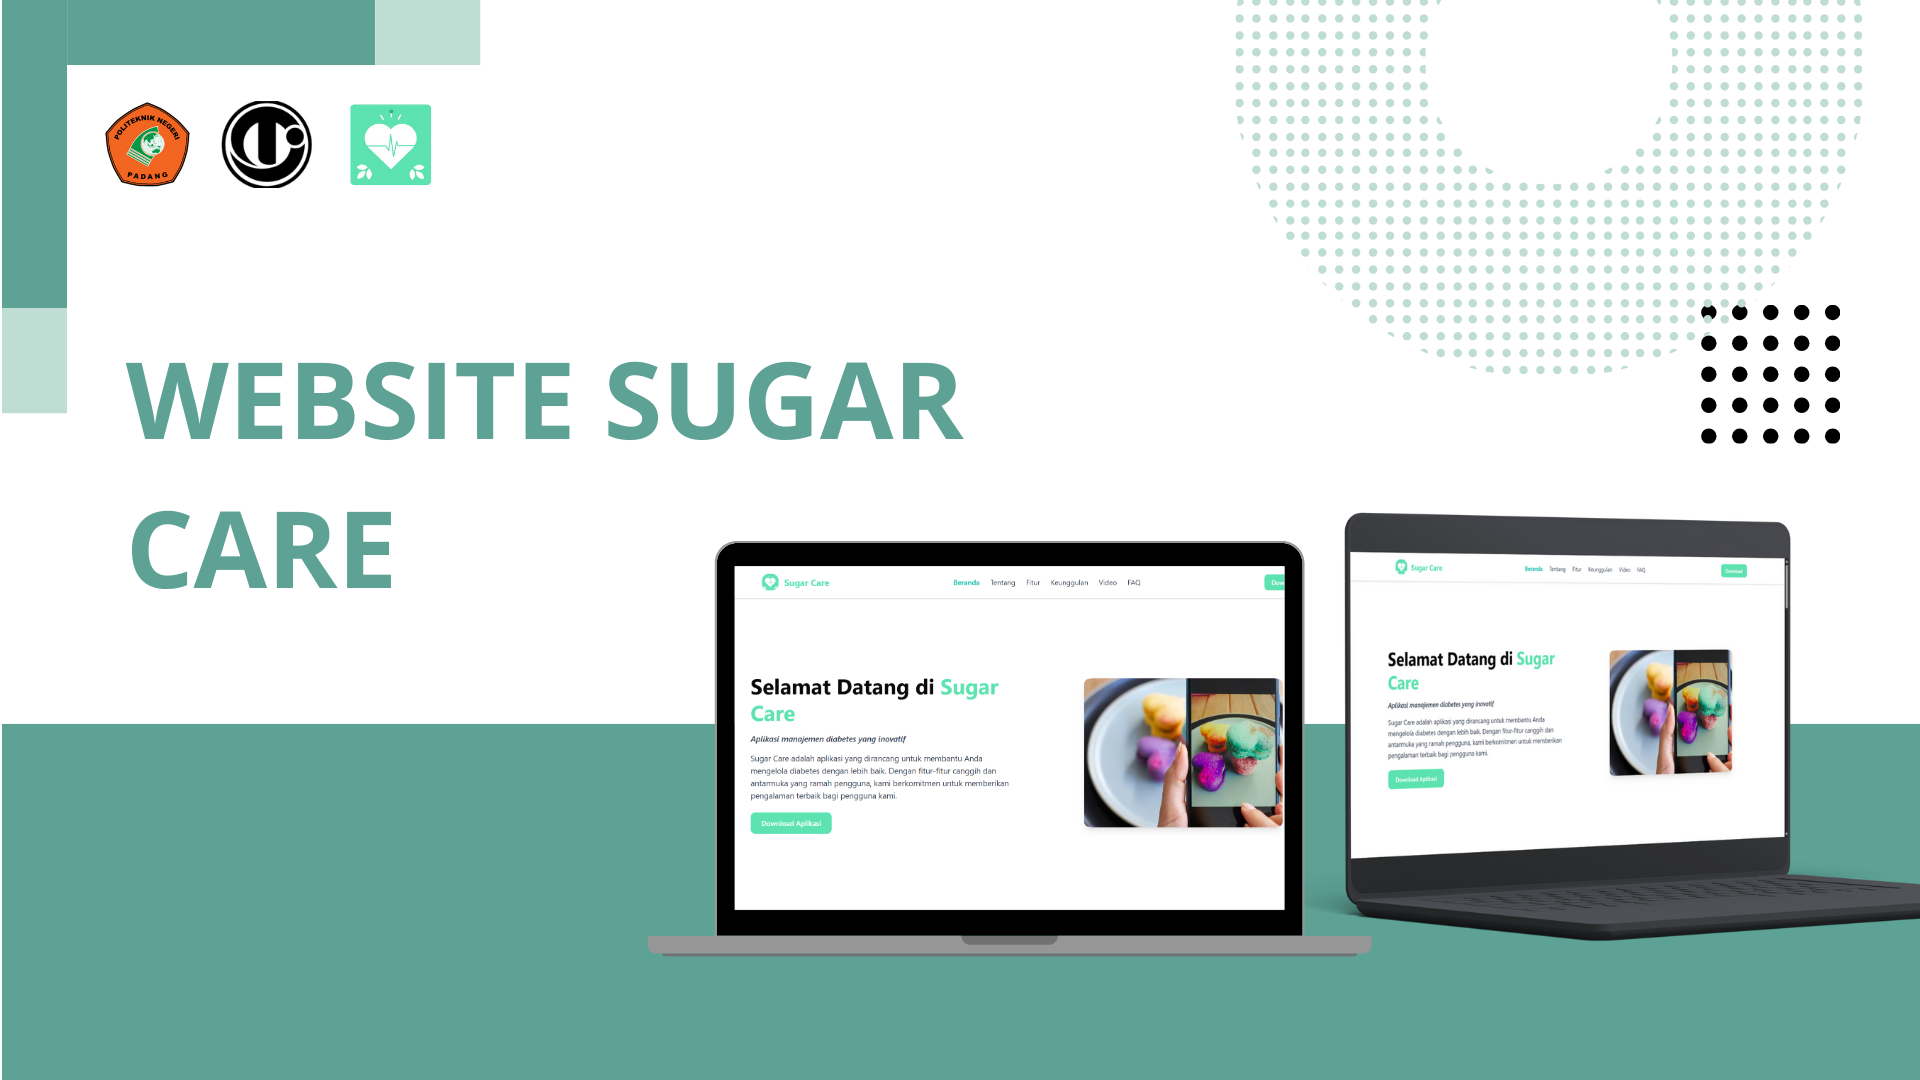 POLITEKNIK NEGERI
PADANG
WEBSITE SUGAR
CARE
Sugar Care
Beranda Tentang Fitur Keunggulan Video FAQ
Dow
Selamat Datang di Sugar
Care
Aplikasi manajemen diabetes yang inovatif
Sugar Care adalah aplikasi yang dirancang untuk membantu Anda
mengelola diabetes dengan lebih baik. Dengan fitur-fitur canggih dan
antarmuka yang ramah pengguna, kami berkomitmen untuk memberikan
pengalaman terbaik bagi pengguna kami.
Download Aplikasi
Sugar Care
Beranda Tentang Fitur Keunggulan Video FAQ
Download
Selamat Datang di Sugar
Care
Aplikasi manajemen diabetes yang inovatif
Sugar Care adalah aplikasi yang dirancang untuk membantu Anda
mengelola diabetes dengan lebih baik. Dengan fitur-fitur canggih dan
antarmuka yang ramah pengguna, kami berkomitmen untuk memberikan
pengalaman terbaik bagi pengguna kami.
Download Aplikasi